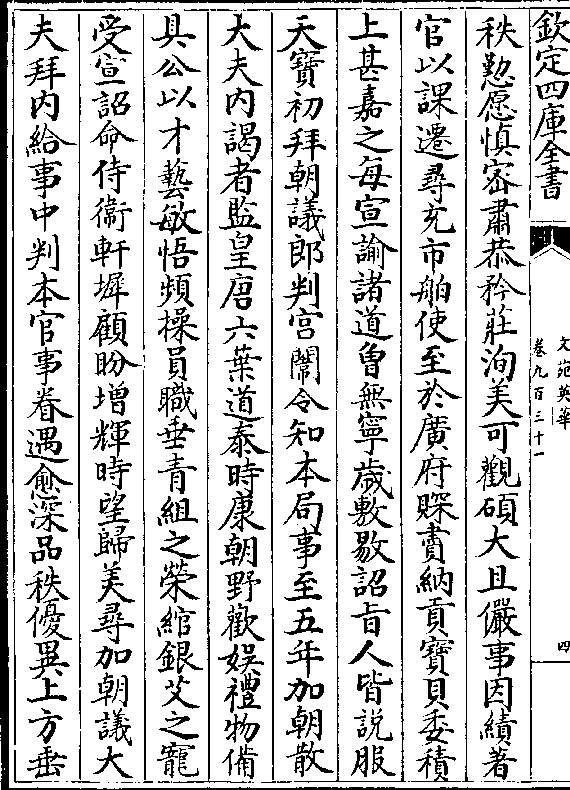 欽定四庫全書
文苑英華
卷九百三十一
四
秩懃愿慎密肅恭矜莊洵美可觀碩大且儼事因績著
官以課遷尋充市舶使至於廣府賝賮納貢寶貝委積
上甚嘉之每宣諭諸道曾無寧歲敷敭詔旨人皆説服
天寶初拜朝議郎判宫闈令知本局事至五年加朝散
大夫内謁者監皇唐六葉道泰時康朝野歡娱禮物備
具公以才藝敏悟頻操員職垂青組之榮綰銀艾之寵
受宣詔命侍衞軒墀顧盼增輝時望歸美尋加朝議大
夫拜内給事中判本官事眷遇愈深品秩優異上方垂